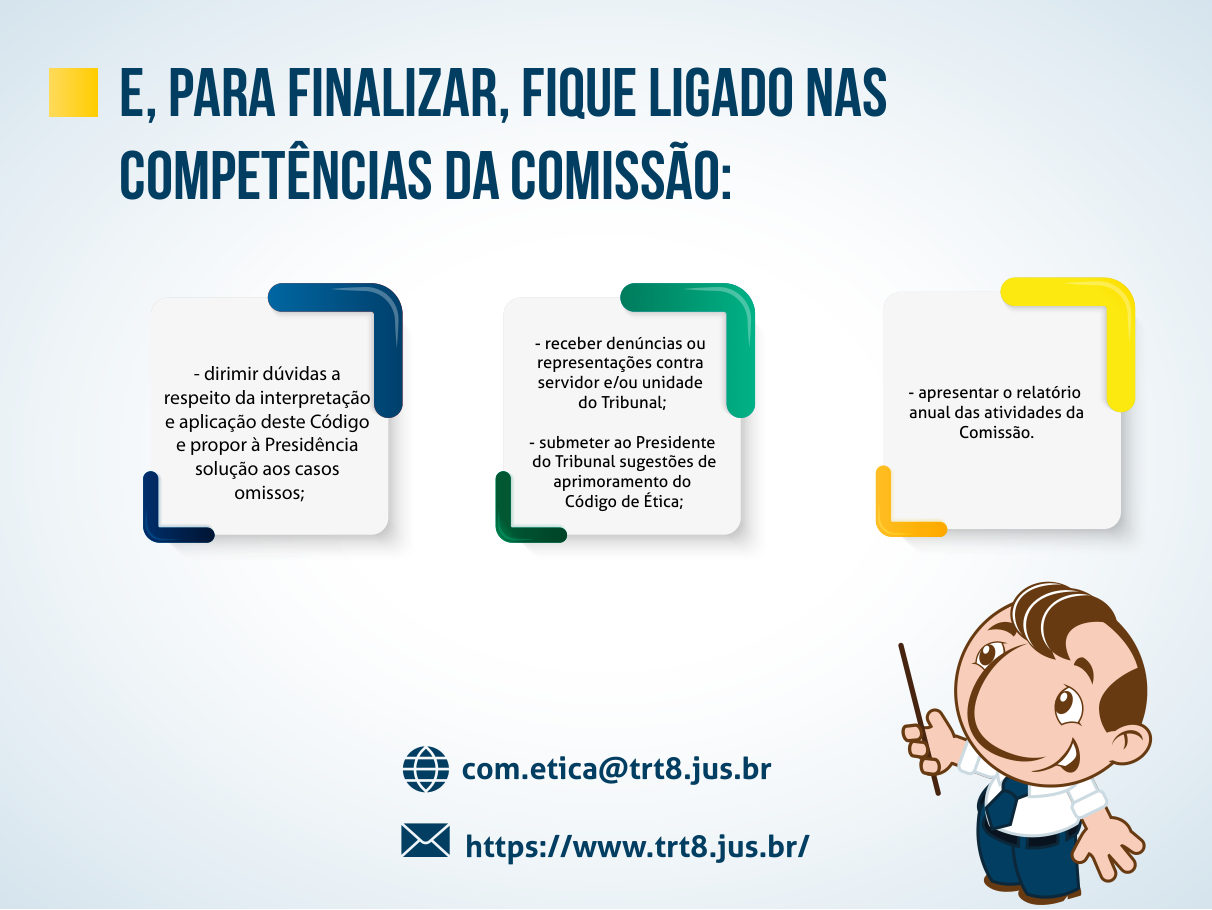 E, PARA FINALIZAR, FIQUE LIGADO NAS
COMPETÊNCIAS DA COMISSÃO:
- dirimir dúvidas a
respeito da interpretação
e aplicação deste Código
e propor à Presidência
solução aos casos
omissos;
- receber denúncias ou
representações contra
servidor e/ou unidade
do Tribunal;
- submeter ao Presidente
do Tribunal sugestões de
aprimoramento do
Código de Ética;
- apresentar o relatório
anual das atividades da
Comissão.
com.etica@trt8.jus.br
https://www.trt8.jus.br/